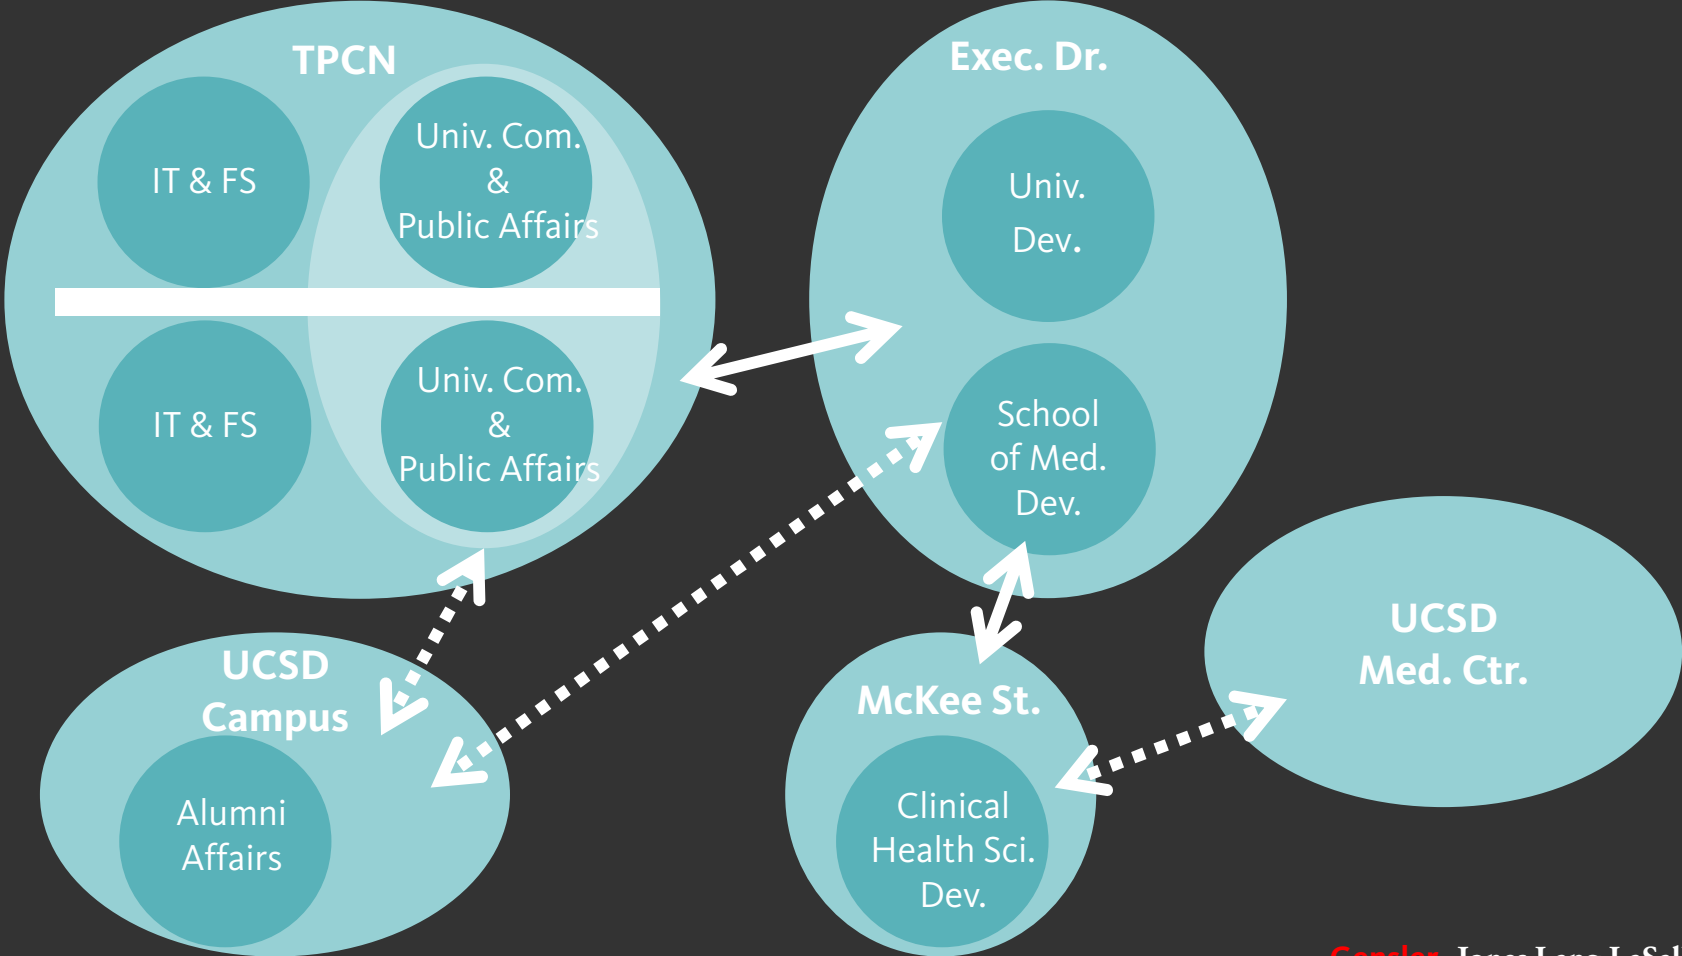 TPCN
IT & FS
Univ. Com.
&
Public Affairs
IT & FS
Univ. Com.
&
Public Affairs
Exec. Dr.
Univ.
Dev.
School
of Med.
Dev.
UCSD
Campus
Alumni
Affairs
McKee St.
Clinical
Health Sci.
Dev.
UCSD
Med. Ctr.